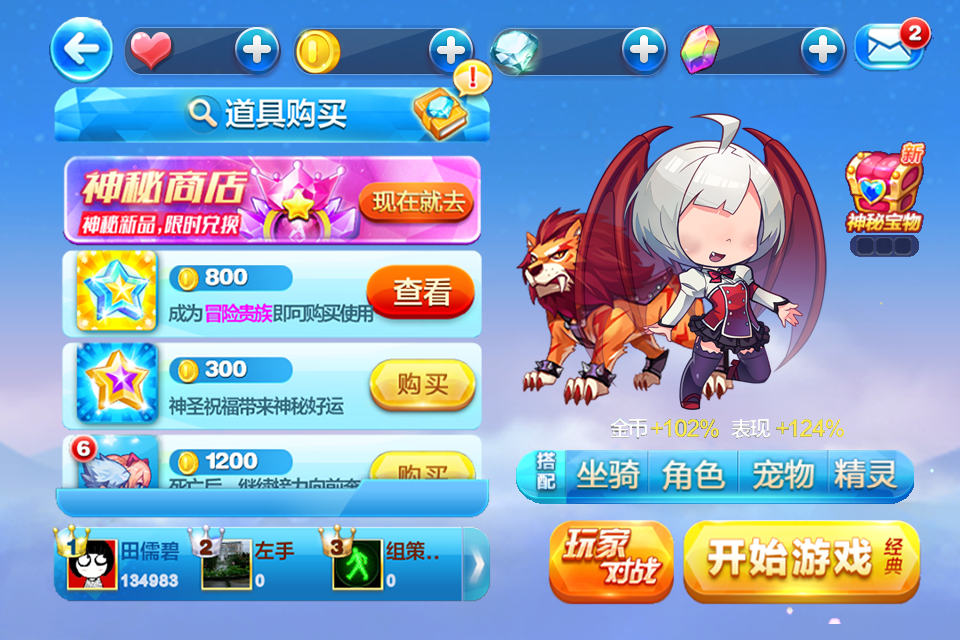 2
!
道具购买
神秘商店
神秘新品,限时兑换
现在就去
新
神秘宝物
800
成为冒险贵族即可购买使用
查看
300
神圣祝福带来神秘好运
购买
6
1200
死亡后，继续接力向前奔
购买
金币+102% 表现+124%
搭配
坐骑 角色 宠物 精灵
1 田儒碧
134983
2 左手
0
3 组策..
0
玩家
对战
开始游戏 经典